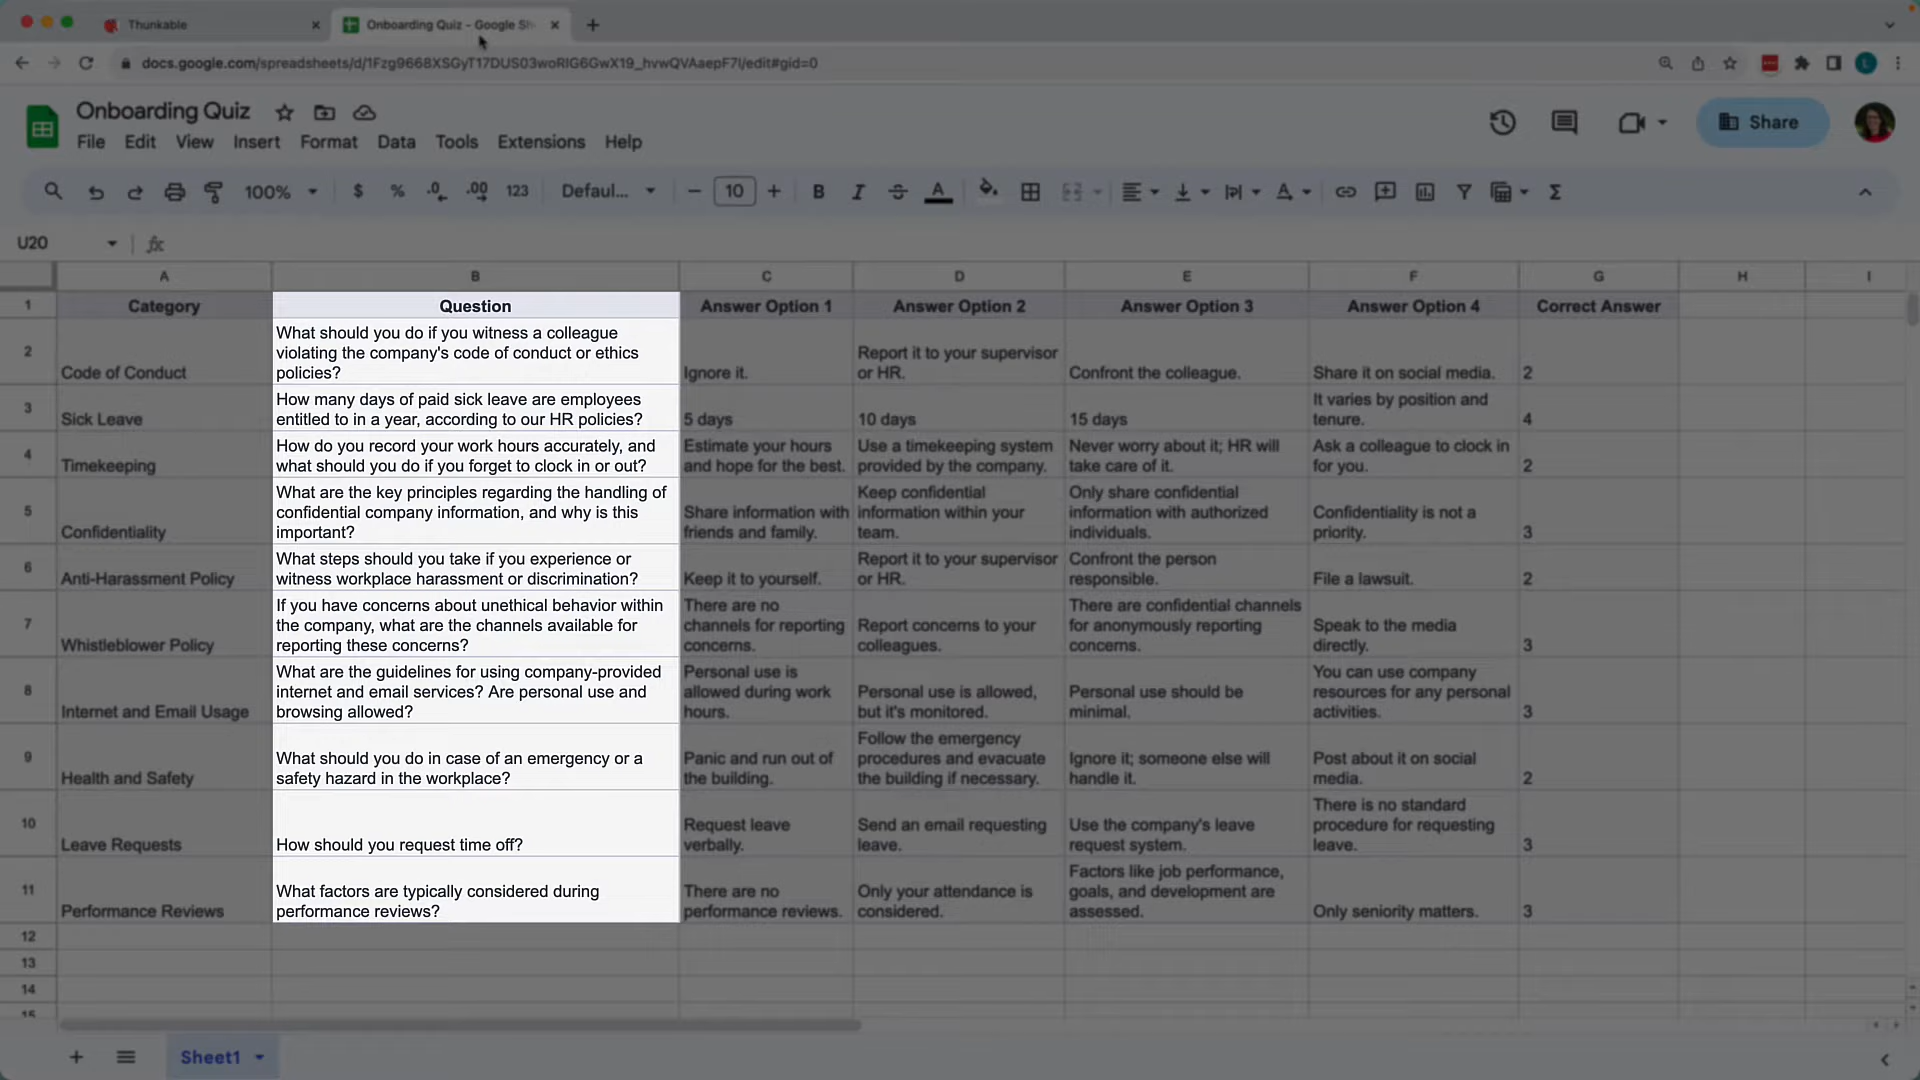 Thunkable
Onboarding Quiz - Google Sh
docs.google.com/spreadsheets/d/1Fzg9668XSGyT17DUS03woRIG6GwX19_hvwQVAaepF7I/edit#gid=0
Onboarding Quiz
File Edit View Insert Format Data Tools Extensions Help
Share
100% $ % .0 .00 123 Defaul... 10 B I A
U20 fx
A B C D E F G H I
1 Category Question Answer Option 1 Answer Option 2 Answer Option 3 Answer Option 4 Correct Answer
2
Code of Conduct
What should you do if you witness a colleague
violating the company's code of conduct or ethics
policies?
Ignore it.
Report it to your supervisor
or HR.
Confront the colleague.
Share it on social media.
2
3
Sick Leave
How many days of paid sick leave are employees
entitled to in a year, according to our HR policies?
5 days
10 days
15 days
It varies by position and
tenure.
4
4
Timekeeping
How do you record your work hours accurately, and
what should you do if you forget to clock in or out?
Estimate your hours
and hope for the best.
Use a timekeeping system
provided by the company.
Never worry about it; HR will
take care of it.
Ask a colleague to clock in
for you.
2
5
Confidentiality
What are the key principles regarding the handling of
confidential company information, and why is this
important?
Share information with
friends and family.
Keep confidential
information within your
team.
Only share confidential
information with authorized
individuals.
Confidentiality is not a
priority.
3
6
Anti-Harassment Policy
What steps should you take if you experience or
witness workplace harassment or discrimination?
Keep it to yourself.
Report it to your supervisor
or HR.
Confront the person
responsible.
File a lawsuit.
2
7
Whistleblower Policy
If you have concerns about unethical behavior within
the company, what are the channels available for
reporting these concerns?
There are no
channels for reporting
concerns.
Report concerns to your
colleagues.
There are confidential channels
for anonymously reporting
concerns.
Speak to the media
directly.
3
8
Internet and Email Usage
What are the guidelines for using company-provided
internet and email services? Are personal use and
browsing allowed?
Personal use is
allowed during work
hours.
Personal use is allowed,
but it's monitored.
Personal use should be
minimal.
You can use company
resources for any personal
activities.
3
9
Health and Safety
What should you do in case of an emergency or a
safety hazard in the workplace?
Panic and run out of
the building.
Follow the emergency
procedures and evacuate
the building if necessary.
Ignore it; someone else will
handle it.
Post about it on social
media.
2
10
Leave Requests
How should you request time off?
Request leave
verbally.
Send an email requesting
leave.
Use the company's leave
request system.
There is no standard
procedure for requesting
leave.
3
11
Performance Reviews
What factors are typically considered during
performance reviews?
There are no
performance reviews.
Only your attendance is
considered.
Factors like job performance,
goals, and development are
assessed.
Only seniority matters.
3
12
13
14
15
Sheet1